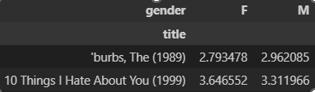 gender F M
title
'burbs, The (1989) 2.793478 2.962085
10 Things I Hate About You (1999) 3.646552 3.311966